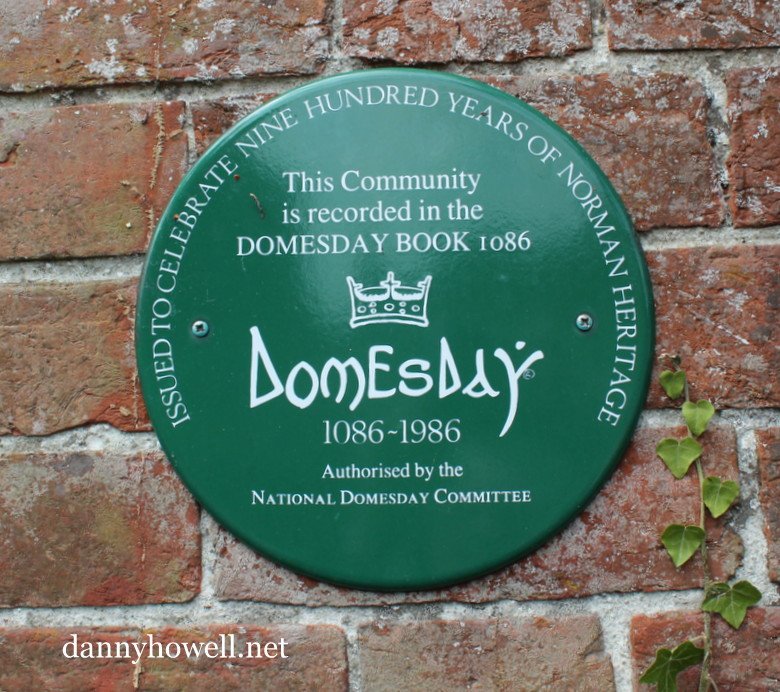 ISSUED TO CELEBRATE NINE HUNDRED YEARS OF NORMAN HERITAGE
This Community
is recorded in the
DOMESDAY BOOK 1086
DOMESDAY ©
1086~1986
Authorised by the
NATIONAL DOMESDAY COMMITTEE
dannyhowell.net